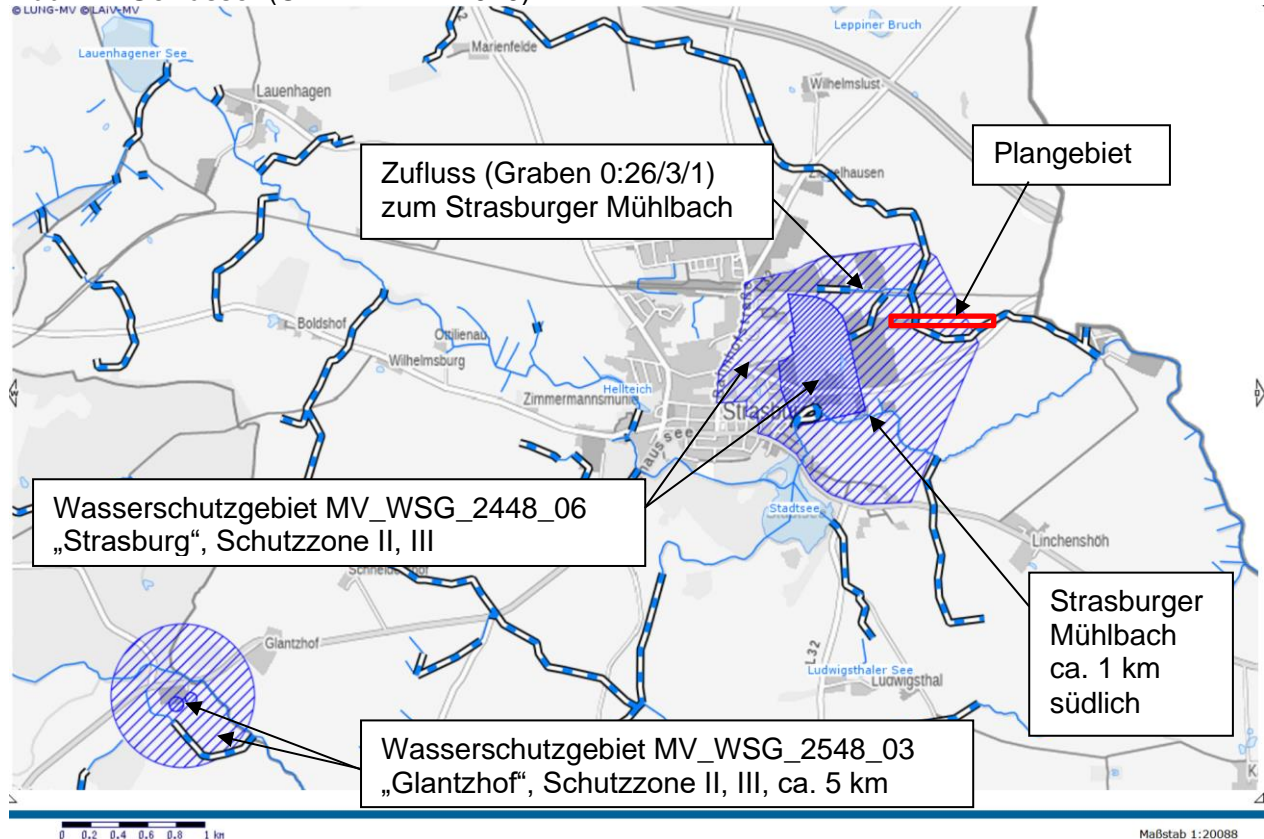 © LUNG-MV © LAiV-MV
Leppiner Bruch
Marienfelde
Lauenhagener See
Wilhelmslust
Lauenhagen
Plangebiet
Zufluss (Graben 0:26/3/1)
zum Strasburger Mühlbach
L32
Bahnhofstraße
Boldshof
Ottilienau
Wilhelmsburg
Hellteich
Zimmermannsmühle
Strasburg
Wasserschutzgebiet MV_WSG_2448_06
„Strasburg“, Schutzzone II, III
Stadtsee
Linchenshöh
Strasburger
Mühlbach
ca. 1 km
südlich
Glantzhof
L32
Ludwigsthaler See
Ludwigsthal
Wasserschutzgebiet MV_WSG_2548_03
„Glantzhof“, Schutzzone II, III, ca. 5 km
0 0.2 0.4 0.6 0.8 1 km
Maßstab 1:20088